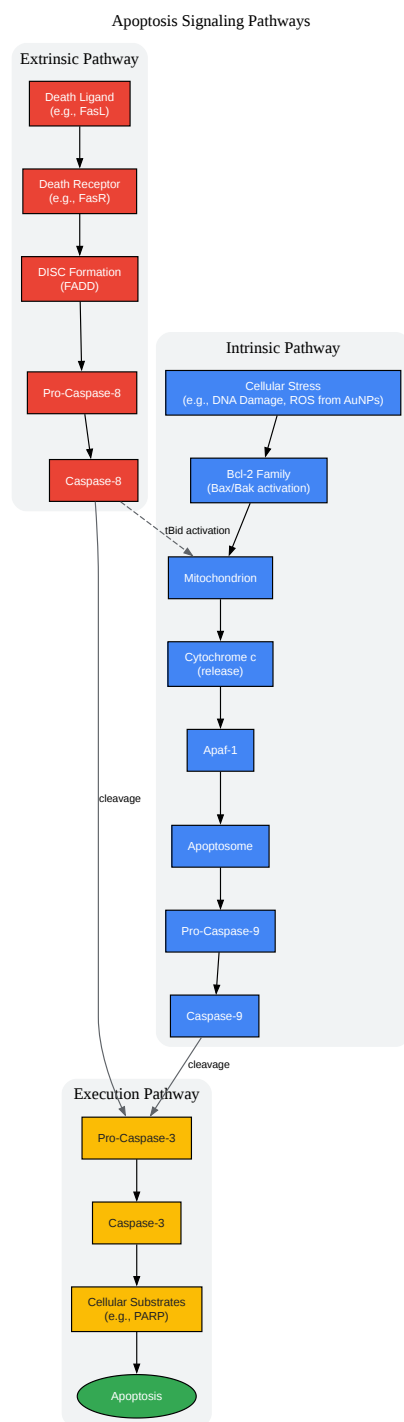 Apoptosis Signaling Pathways
Extrinsic Pathway
Death Ligand
(e.g., FasL)
Death Receptor
(e.g., FasR)
DISC Formation
(FADD)
Pro-Caspase-8
Caspase-8
Intrinsic Pathway
Cellular Stress
(e.g., DNA Damage, ROS from AuNPs)
Bcl-2 Family
(Bax/Bak activation)
tBid activation
Mitochondrion
Cytochrome c
(release)
Apaf-1
Apoptosome
Pro-Caspase-9
Caspase-9
cleavage
cleavage
Execution Pathway
Pro-Caspase-3
Caspase-3
Cellular Substrates
(e.g., PARP)
Apoptosis